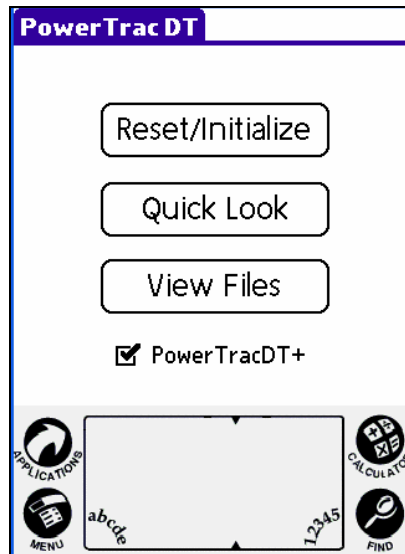 PowerTrac DT
Reset/Initialize
Quick Look
View Files
PowerTracDT+
APPLICATIONS
CALCULATOR
MENU
abcde
12345
FIND